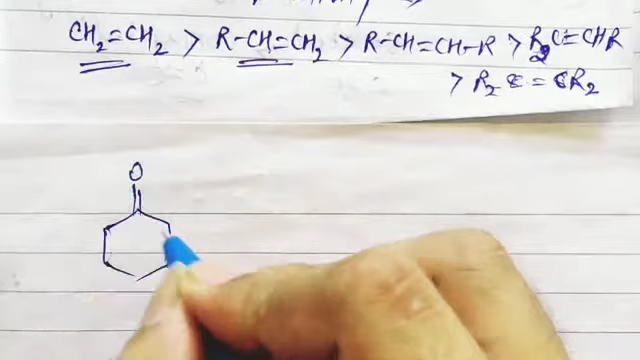 CH₂=CH₂ > R-CH=CH₂ > R-CH=CH-R > R₂C=CHR
> R₂C=CR₂
O